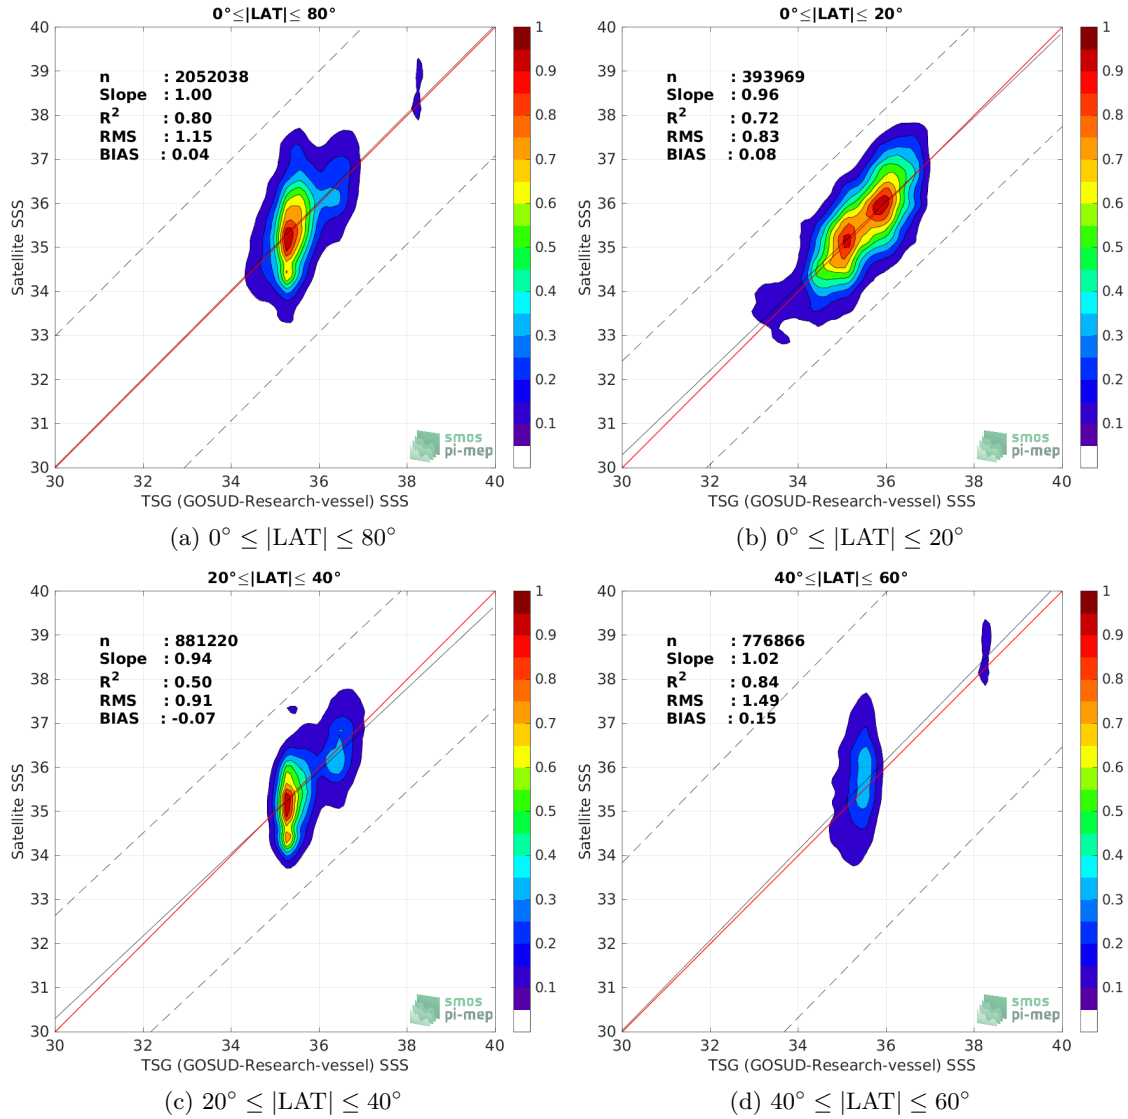 0°≤|LAT|≤ 80°
n : 2052038
Slope : 1.00
R² : 0.80
RMS : 1.15
BIAS : 0.04
Satellite SSS
40
39
38
37
36
35
34
33
32
31
30
30 32 34 36 38 40
TSG (GOSUD-Research-vessel) SSS
1
0.9
0.8
0.7
0.6
0.5
0.4
0.3
0.2
0.1
smos
pi-mep
(a) 0° ≤ |LAT| ≤ 80°
0°≤|LAT|≤ 20°
n : 393969
Slope : 0.96
R² : 0.72
RMS : 0.83
BIAS : 0.08
Satellite SSS
40
39
38
37
36
35
34
33
32
31
30
30 32 34 36 38 40
TSG (GOSUD-Research-vessel) SSS
1
0.9
0.8
0.7
0.6
0.5
0.4
0.3
0.2
0.1
smos
pi-mep
(b) 0° ≤ |LAT| ≤ 20°
20°≤|LAT|≤ 40°
n : 881220
Slope : 0.94
R² : 0.50
RMS : 0.91
BIAS : -0.07
Satellite SSS
40
39
38
37
36
35
34
33
32
31
30
30 32 34 36 38 40
TSG (GOSUD-Research-vessel) SSS
1
0.9
0.8
0.7
0.6
0.5
0.4
0.3
0.2
0.1
smos
pi-mep
(c) 20° ≤ |LAT| ≤ 40°
40°≤|LAT|≤ 60°
n : 776866
Slope : 1.02
R² : 0.84
RMS : 1.49
BIAS : 0.15
Satellite SSS
40
39
38
37
36
35
34
33
32
31
30
30 32 34 36 38 40
TSG (GOSUD-Research-vessel) SSS
1
0.9
0.8
0.7
0.6
0.5
0.4
0.3
0.2
0.1
smos
pi-mep
(d) 40° ≤ |LAT| ≤ 60°